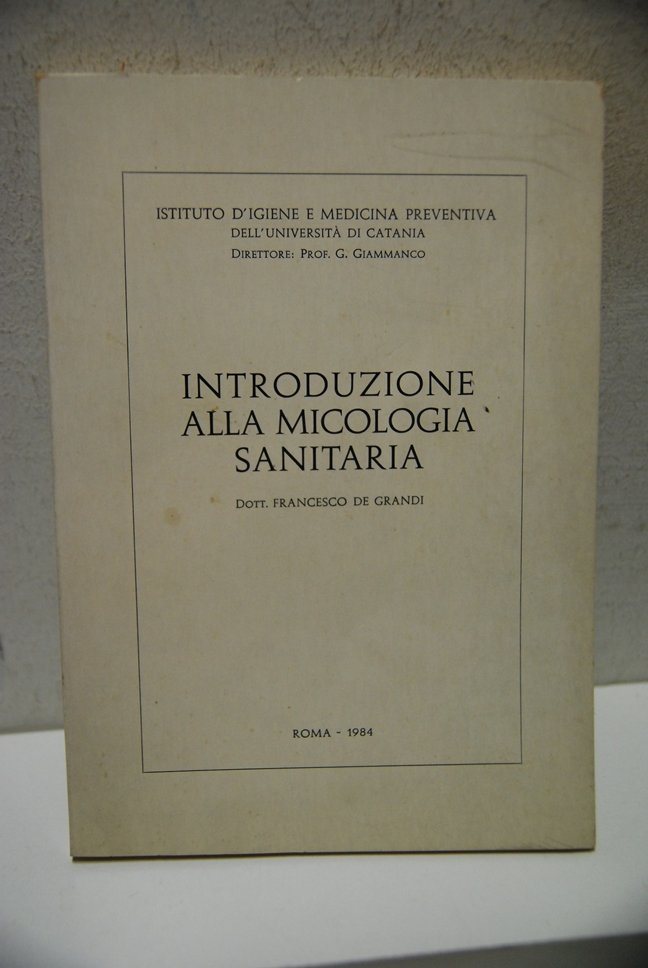 ISTITUTO D'IGIENE E MEDICINA PREVENTIVA
DELL'UNIVERSITÀ DI CATANIA
DIRETTORE: PROF. G. GIAMMANCO
INTRODUZIONE
ALLA MICOLOGIA
SANITARIA
DOTT. FRANCESCO DE GRANDI
ROMA - 1984